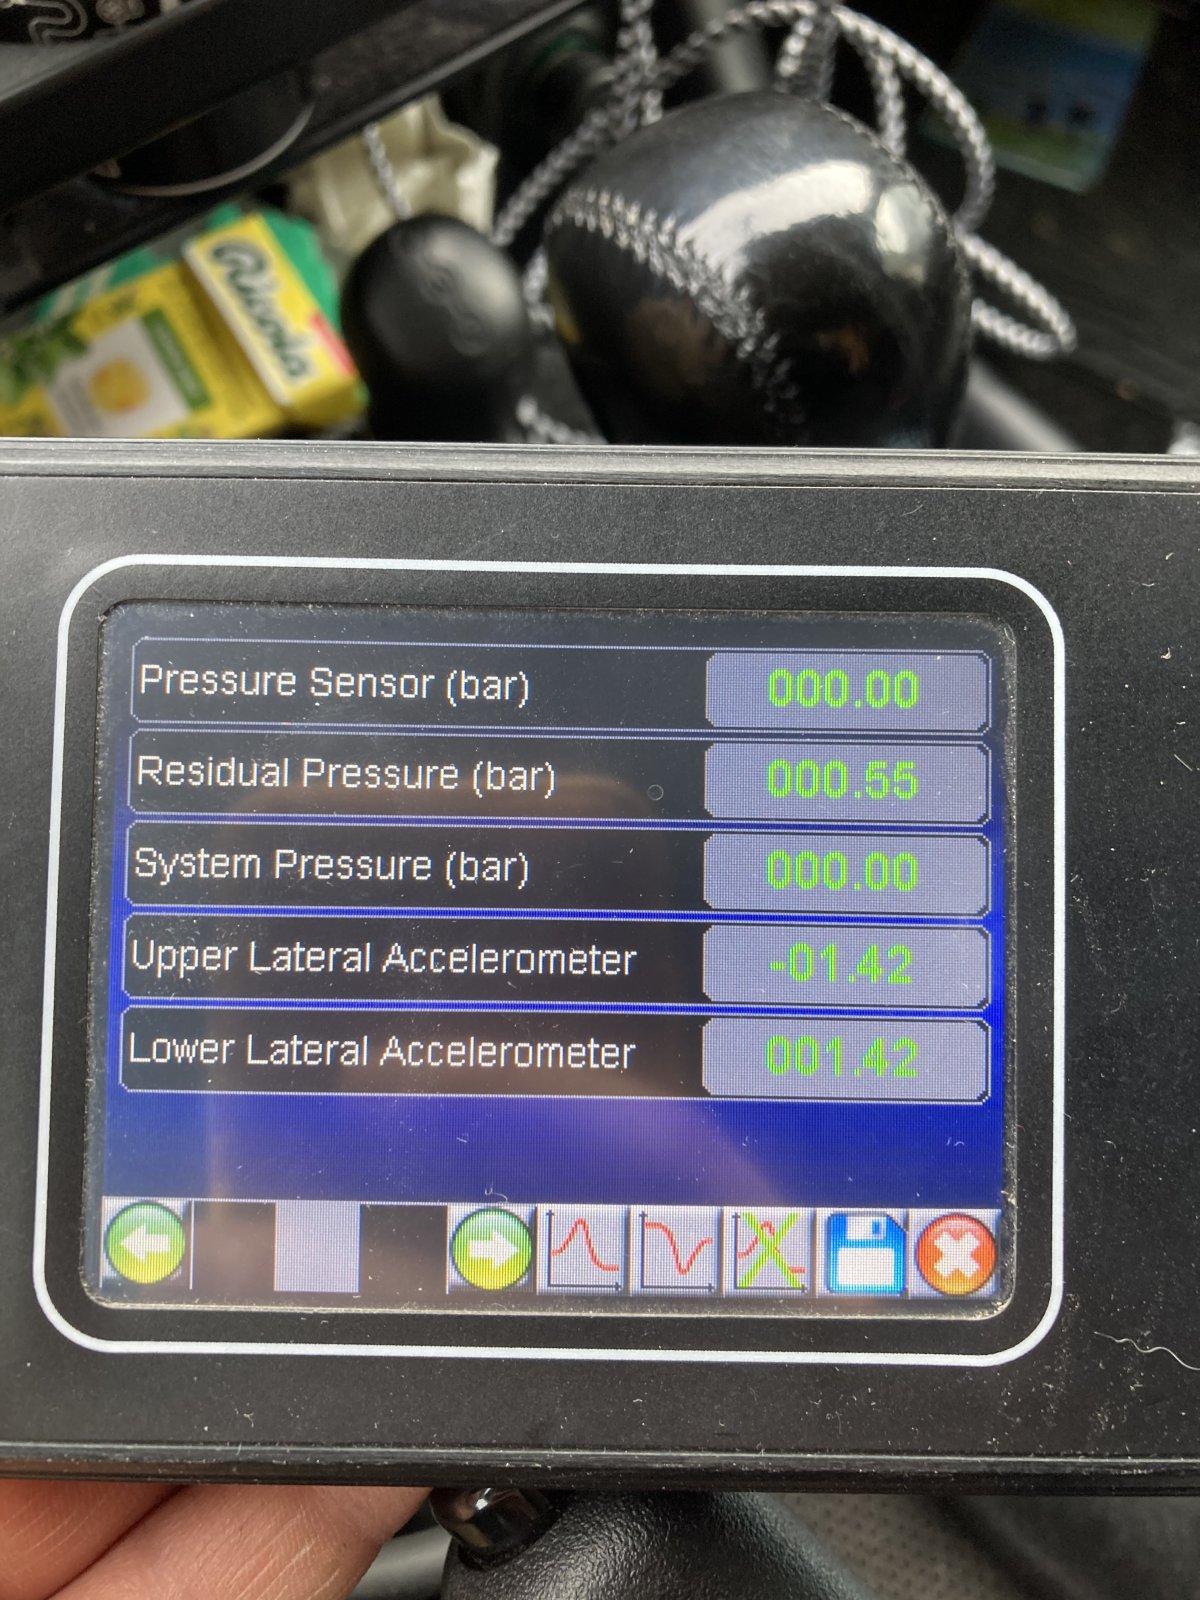 Ricola
Pressure Sensor (bar) 000.00
Residual Pressure (bar) 000.55
System Pressure (bar) 000.00
Upper Lateral Accelerometer -01.42
Lower Lateral Accelerometer 001.42